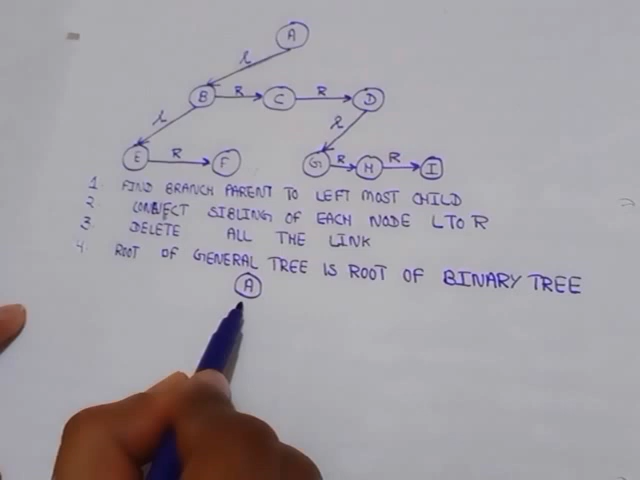 A
L
B R C R D
L L
E R F G R H R I
1. FIND BRANCH PARENT TO LEFT MOST CHILD
2. CONNECT SIBLING OF EACH NODE L TO R
3. DELETE ALL THE LINK
4. ROOT OF GENERAL TREE IS ROOT OF BINARY TREE
A